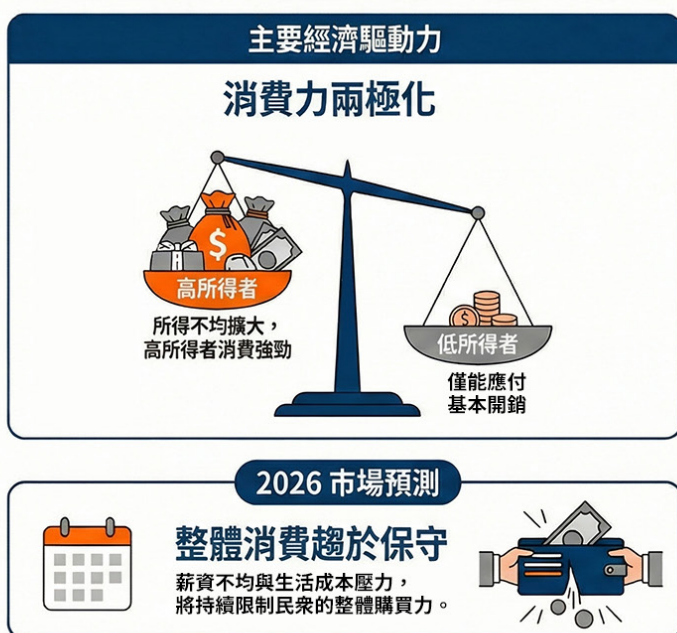 主要經濟驅動力
消費力兩極化
$
高所得者
所得不均擴大，
高所得者消費強勁
$
低所得者
僅能應付
基本開銷
2026 市場預測
整體消費趨於保守
薪資不均與生活成本壓力，
將持續限制民眾的整體購買力。